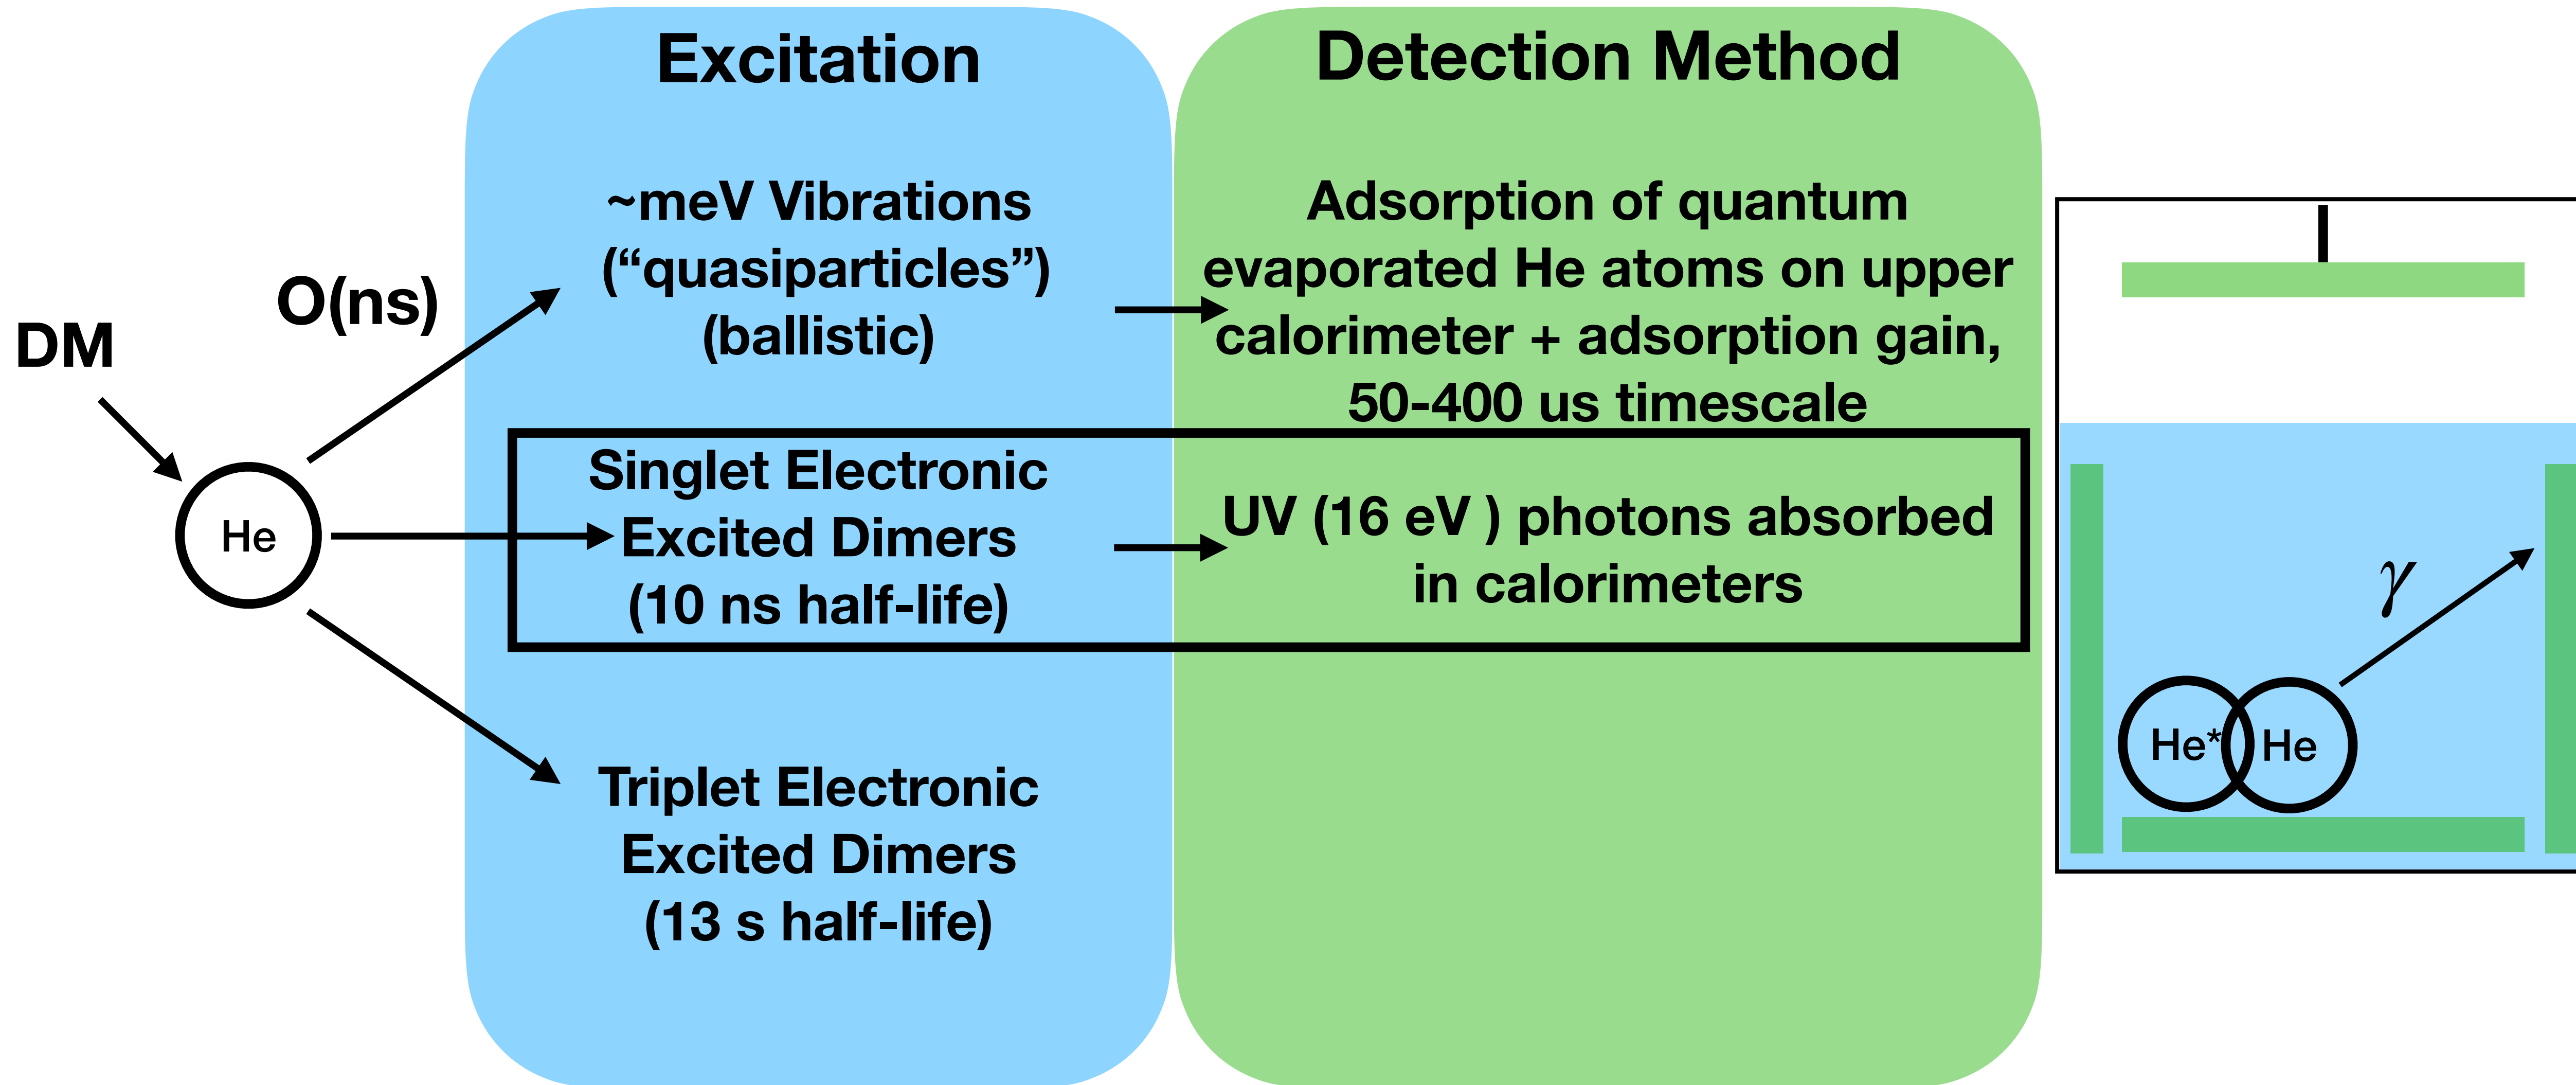 Excitation
Detection Method
DM
O(ns)
He
~meV Vibrations
(“quasiparticles”)
(ballistic)
Adsorption of quantum
evaporated He atoms on upper
calorimeter + adsorption gain,
50-400 us timescale
Singlet Electronic
Excited Dimers
(10 ns half-life)
UV (16 eV ) photons absorbed
in calorimeters
Triplet Electronic
Excited Dimers
(13 s half-life)
γ
He*
He